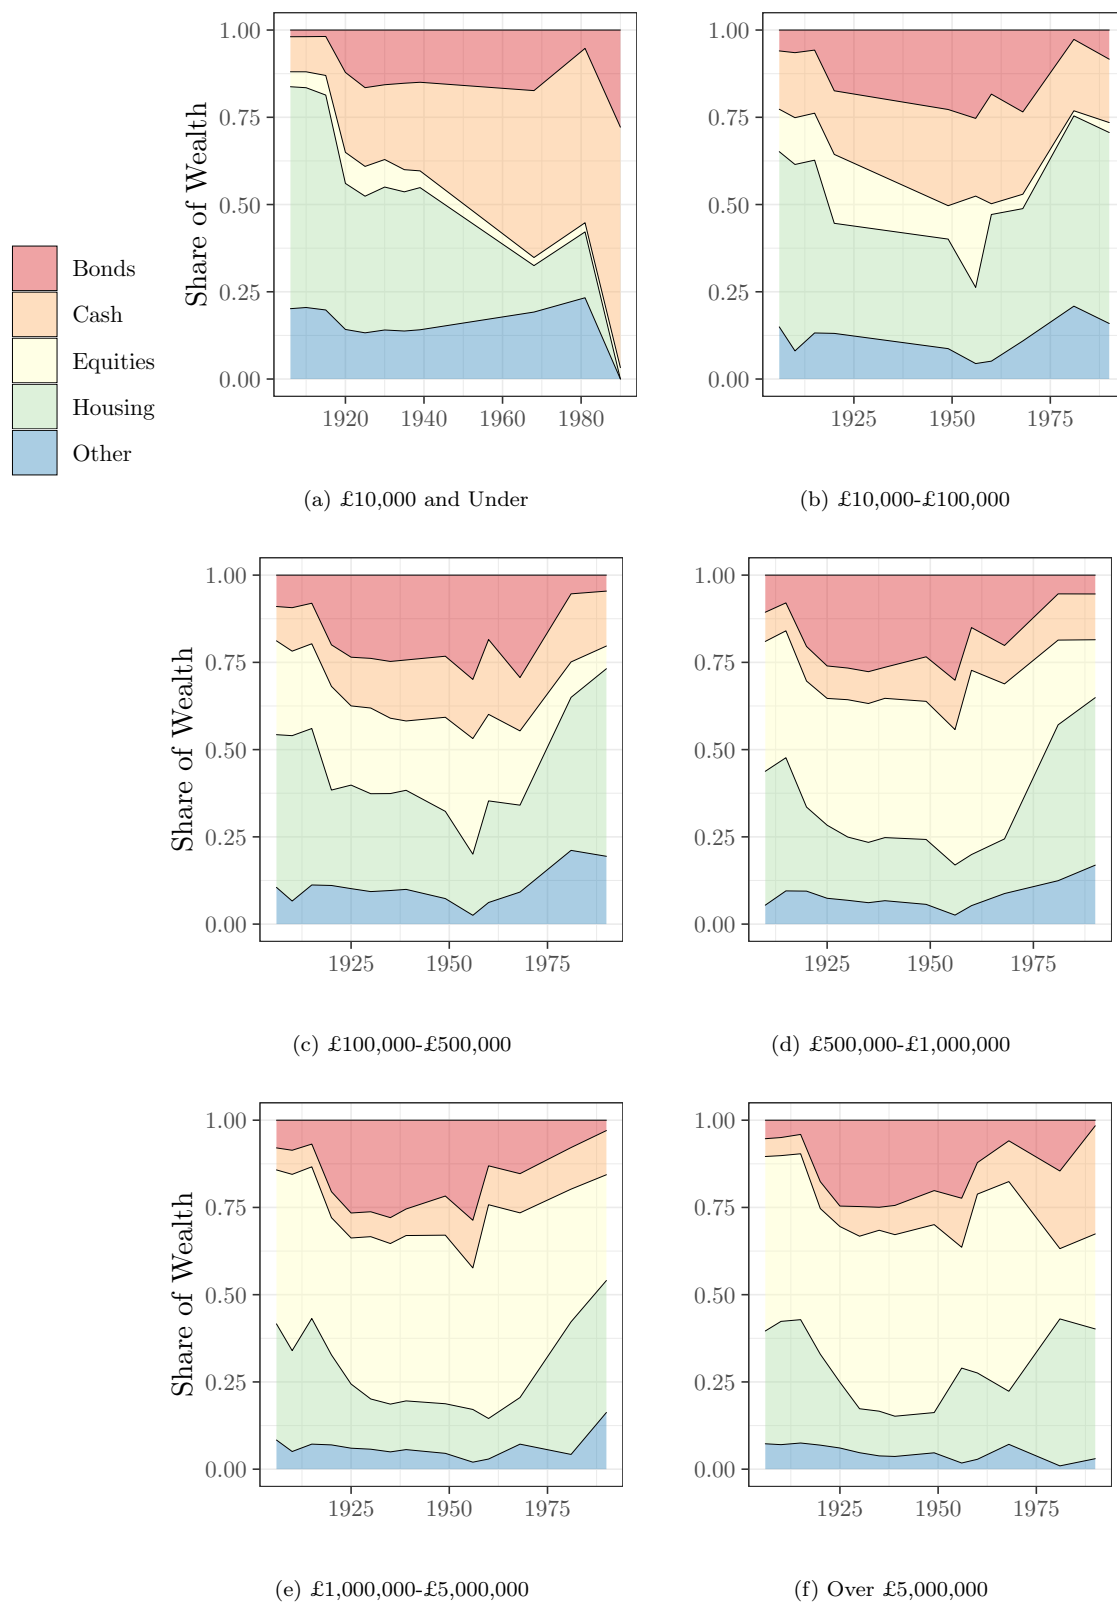 Bonds
Cash
Equities
Housing
Other
Share of Wealth
1.00
0.75
0.50
0.25
0.00
1920 1940 1960 1980
(a) £10,000 and Under
1.00
0.75
0.50
0.25
0.00
1925 1950 1975
(b) £10,000-£100,000
Share of Wealth
1.00
0.75
0.50
0.25
0.00
1925 1950 1975
(c) £100,000-£500,000
1.00
0.75
0.50
0.25
0.00
1925 1950 1975
(d) £500,000-£1,000,000
Share of Wealth
1.00
0.75
0.50
0.25
0.00
1925 1950 1975
(e) £1,000,000-£5,000,000
1.00
0.75
0.50
0.25
0.00
1925 1950 1975
(f) Over £5,000,000